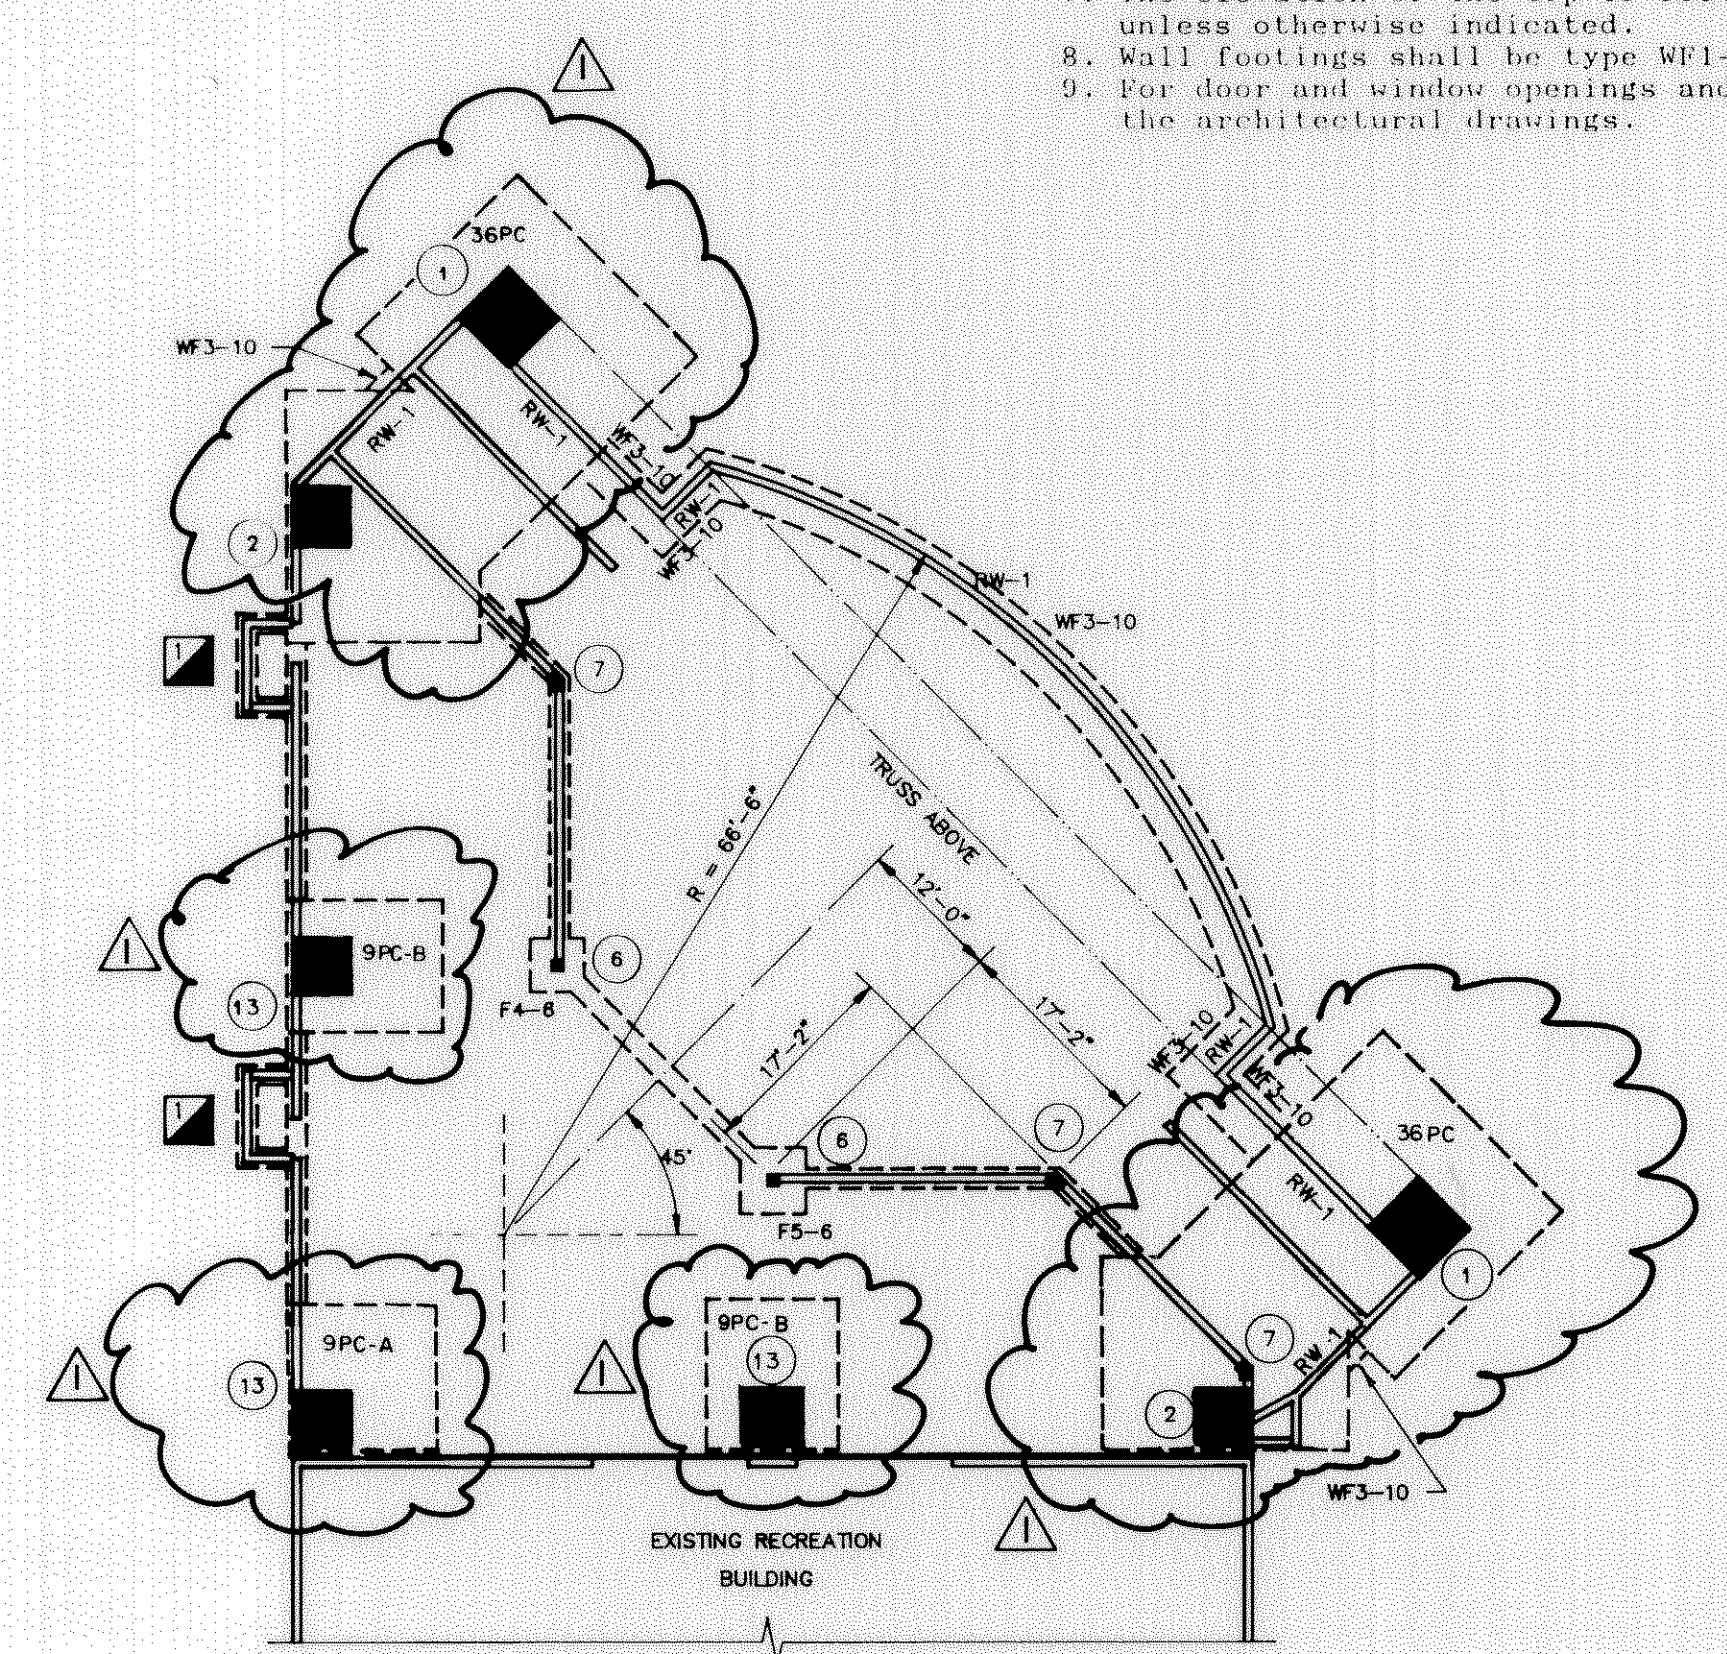 unless otherwise indicated.
8. Wall footings shall be type WF1-
9. For door and window openings and
the architectural drawings.
1
36PC
1
WF3-10
RW-1
RW-1
WF3-10
RW-1
WF3-10
2
RW-1
WF3-10
1
7
TRUSS ABOVE
R = 66'-6"
12'-0"
1
9PC-B
6
13
F4-6
17'-2"
17'-2"
WF3-10
RW-1
WF3-10
1
6
7
36PC
45°
RW-1
F5-6
1
9PC-B
7
9PC-A
RW-1
13
1
13
1
13
2
WF3-10
1
EXISTING RECREATION
BUILDING